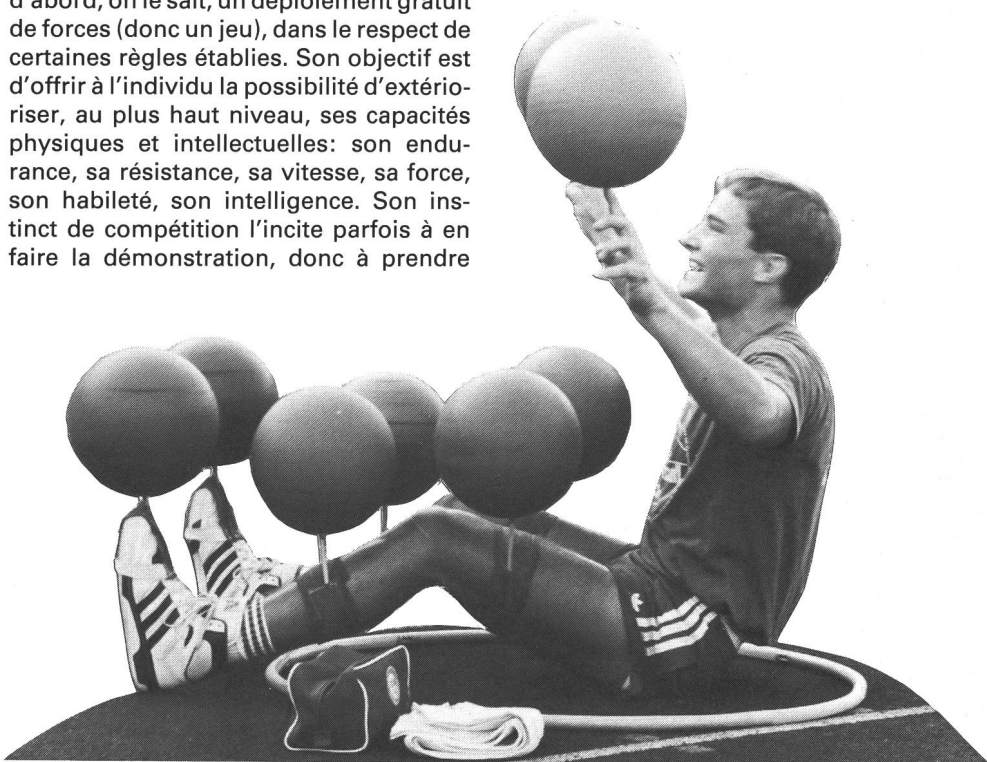 d'abord, on le sait, un déploiement gratuit
de forces (donc un jeu), dans le respect de
certaines règles établies. Son objectif est
d'offrir à l'individu la possibilité d'extério-
riser, au plus haut niveau, ses capacités
physiques et intellectuelles: son endu-
rance, sa résistance, sa vitesse, sa force,
son habileté, son intelligence. Son ins-
tinct de compétition l'incite parfois à en
faire la démonstration, donc à prendre